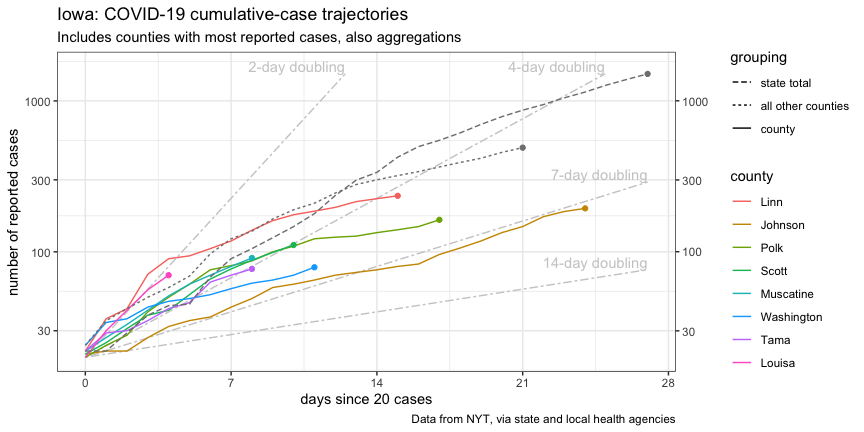 Iowa: COVID-19 cumulative-case trajectories
Includes counties with most reported cases, also aggregations
2-day doubling
4-day doubling
7-day doubling
14-day doubling
number of reported cases
1000
300
100
30
1000
300
100
30
0
7
14
21
28
days since 20 cases
Data from NYT, via state and local health agencies
grouping
state total
all other counties
county
county
Linn
Johnson
Polk
Scott
Muscatine
Washington
Tama
Louisa